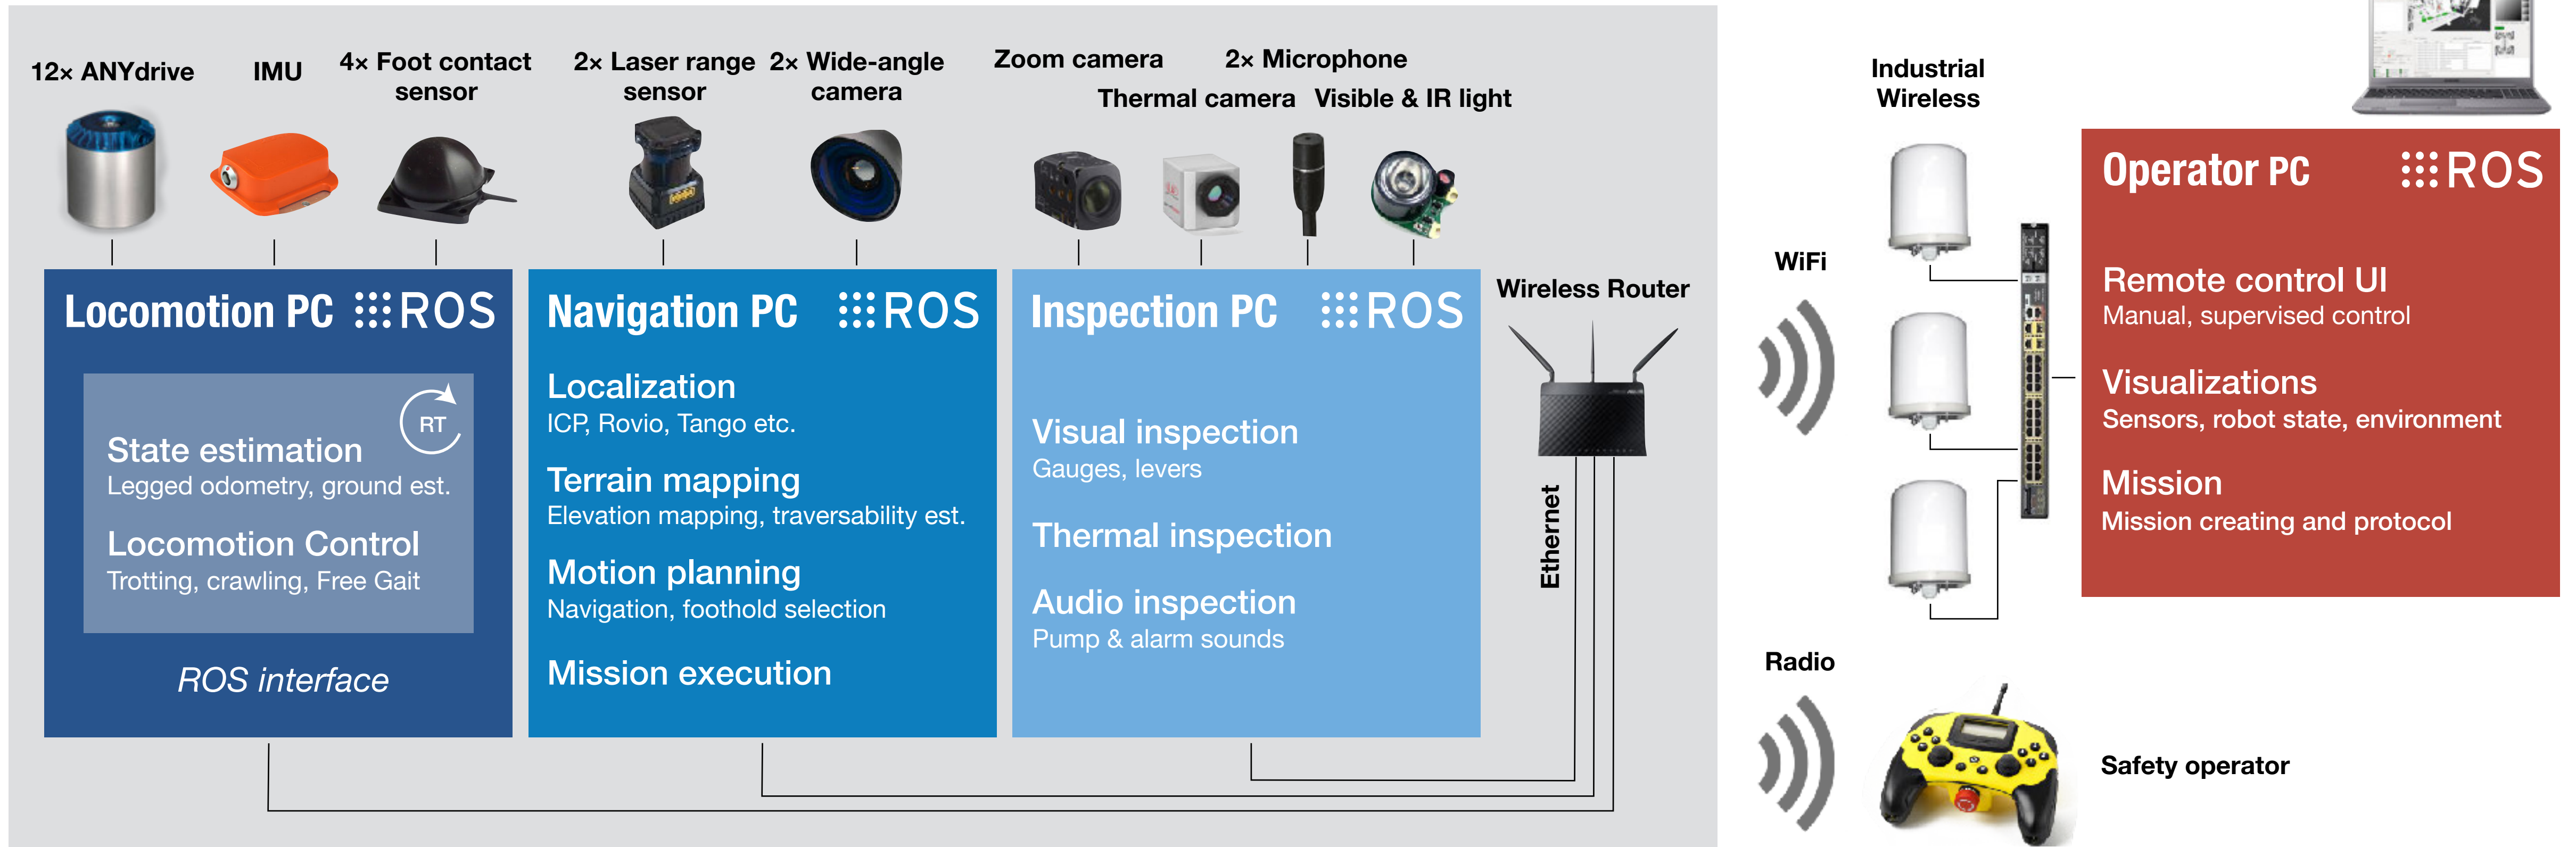 12× ANYdrive
IMU
4× Foot contact
sensor
2× Laser range
sensor
2× Wide-angle
camera
Zoom camera
Thermal camera
2× Microphone
Visible & IR light
Locomotion PC ROS
RT
State estimation
Legged odometry, ground est.
Locomotion Control
Trotting, crawling, Free Gait
ROS interface
Navigation PC ROS
Localization
ICP, Rovio, Tango etc.
Terrain mapping
Elevation mapping, traversability est.
Motion planning
Navigation, foothold selection
Mission execution
Inspection PC ROS
Visual inspection
Gauges, levers
Thermal inspection
Audio inspection
Pump & alarm sounds
Wireless Router
Ethernet
WiFi
Industrial
Wireless
Operator PC ROS
Remote control UI
Manual, supervised control
Visualizations
Sensors, robot state, environment
Mission
Mission creating and protocol
Radio
Safety operator